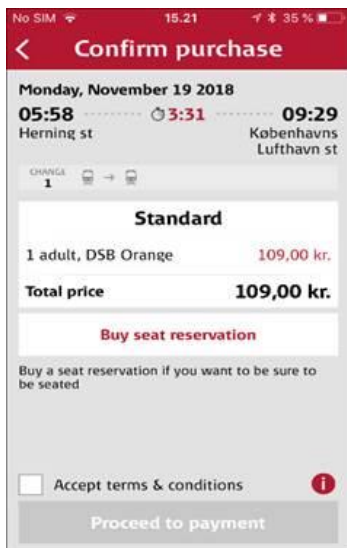 No SIM 15.21 35 %
Confirm purchase
Monday, November 19 2018
05:58 3:31 09:29
Herning st Københavns
Lufthavn st
CHANGE
1
Standard
1 adult, DSB Orange 109,00 kr.
Total price 109,00 kr.
Buy seat reservation
Buy a seat reservation if you want to be sure to
be seated
Accept terms & conditions i
Proceed to payment